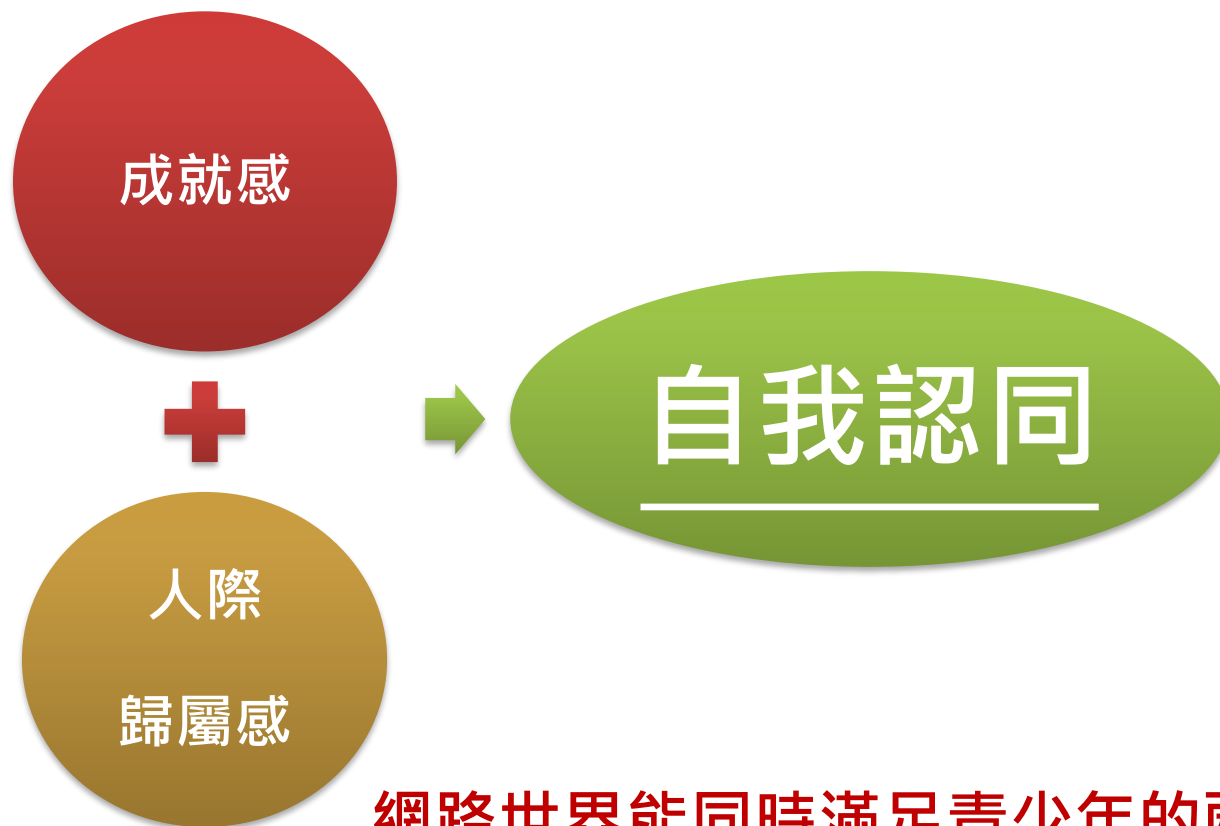 成就感
人際
歸屬感
自我認同
網路世界能同時滿足青少年的